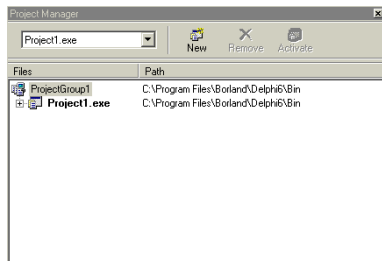 Project Manager
Project1.exe
New Remove Activate
Files Path
ProjectGroup1 C:\Program Files\Borland\Delphi6\Bin
Project1.exe C:\Program Files\Borland\Delphi6\Bin